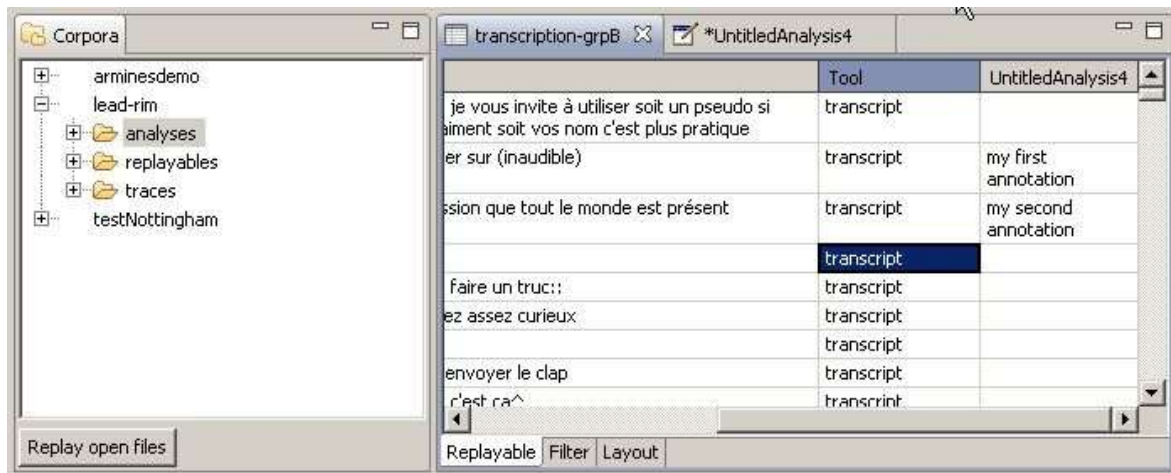 Corpora
arminesdemo
lead-rim
analyses
replayables
traces
testNottingham
Replay open files
transcription-grpB
*UntitledAnalysis4
Tool
UntitledAnalysis4
je vous invite à utiliser soit un pseudo si
aiment soit vos nom c'est plus pratique
transcript
er sur (inaudible)
transcript
my first
annotation
ssion que tout le monde est présent
transcript
my second
annotation
transcript
faire un truc::
transcript
ez assez curieux
transcript
transcript
envoyer le clap
transcript
c'est ça^
transcript
Replayable
Filter
Layout